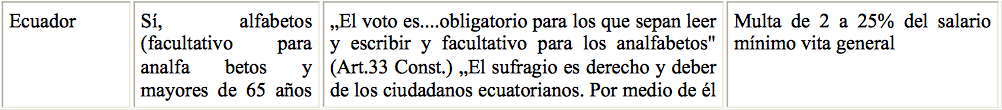 Ecuador
Sí, alfabetos
(facultativo para
analfa betos y
mayores de 65 años
„El voto es....obligatorio para los que sepan leer
y escribir y facultativo para los analfabetos"
(Art.33 Const.) „El sufragio es derecho y deber
de los ciudadanos ecuatorianos. Por medio de él
Multa de 2 a 25% del salario
mínimo vita general